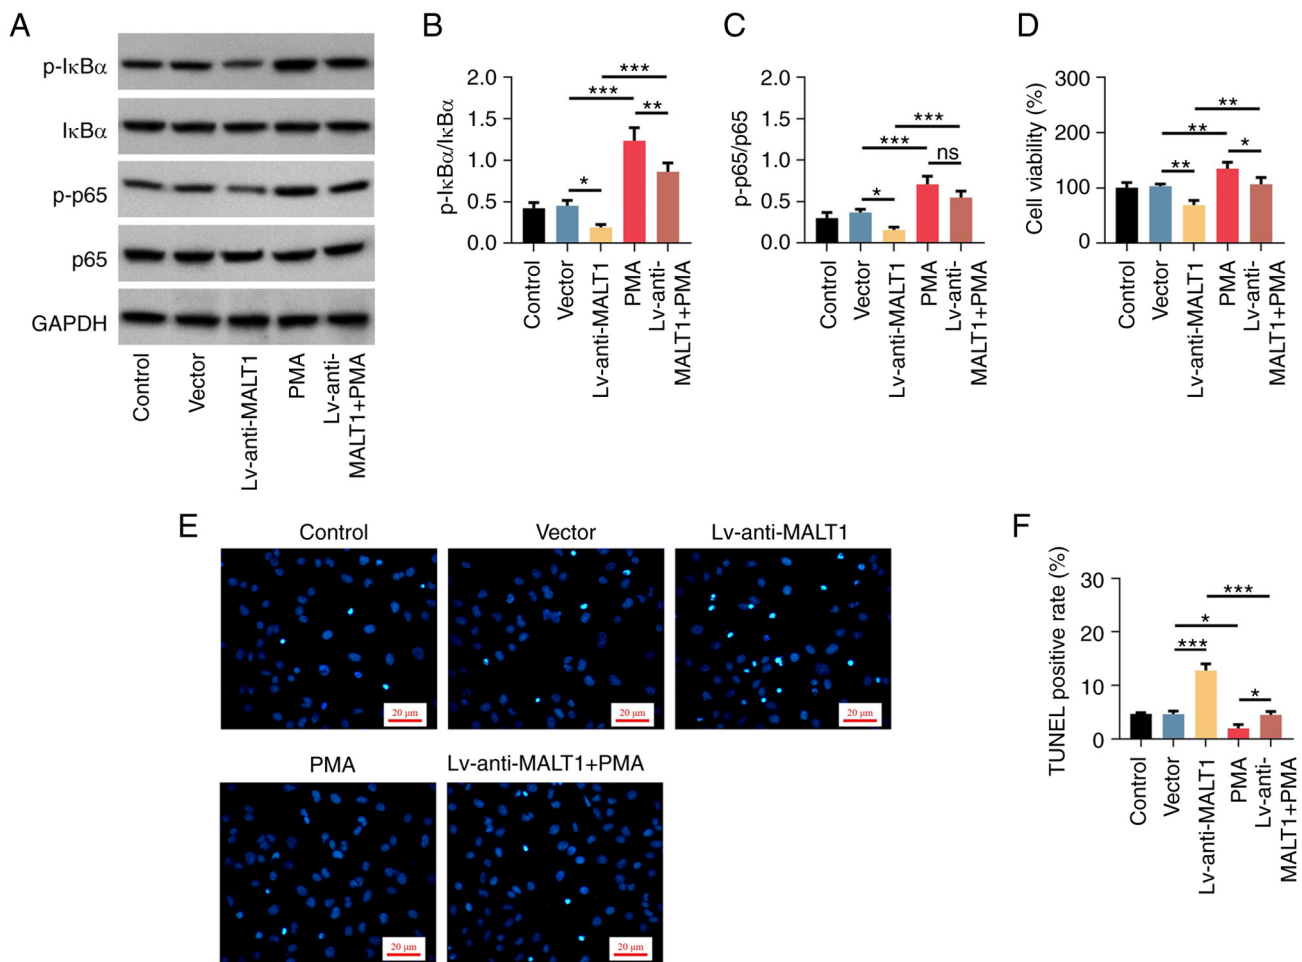 A
p-IκBα
IκBα
p-p65
p65
GAPDH
Control
Vector
Lv-anti-MALT1
PMA
Lv-anti-
MALT1+PMA
B
p-IκBα/IκBα
2.0
1.5
1.0
0.5
0.0
***
***
**
*
Control
Vector
Lv-anti-MALT1
PMA
Lv-anti-
MALT1+PMA
C
p-p65/p65
2.0
1.5
1.0
0.5
0.0
***
***
ns
*
Control
Vector
Lv-anti-MALT1
PMA
Lv-anti-
MALT1+PMA
D
Cell viability (%)
300
200
100
0
**
**
*
**
Control
Vector
Lv-anti-MALT1
PMA
Lv-anti-
MALT1+PMA
E
Control
Vector
Lv-anti-MALT1
20 μm
20 μm
20 μm
PMA
Lv-anti-MALT1+PMA
20 μm
20 μm
F
TUNEL positive rate (%)
30
20
10
0
***
*
***
*
Control
Vector
Lv-anti-MALT1
PMA
Lv-anti-
MALT1+PMA